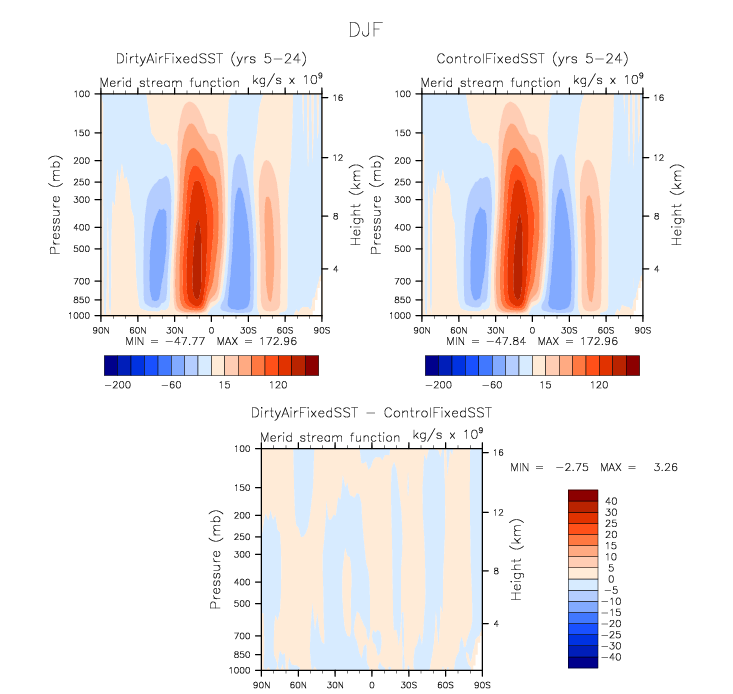 DJF
DirtyAirFixedSST (yrs 5-24)
Merid stream function kg/s x 10⁹
100
150
200
250
300
400
500
700
850
1000
Pressure (mb)
16
12
8
4
Height (km)
90N 60N 30N 0 30S 60S 90S
MIN = -47.77 MAX = 172.96
-200 -60 15 120
ControlFixedSST (yrs 5-24)
Merid stream function kg/s x 10⁹
100
150
200
250
300
400
500
700
850
1000
Pressure (mb)
16
12
8
4
Height (km)
90N 60N 30N 0 30S 60S 90S
MIN = -47.84 MAX = 172.96
-200 -60 15 120
DirtyAirFixedSST - ControlFixedSST
Merid stream function kg/s x 10⁹
100
150
200
250
300
400
500
700
850
1000
Pressure (mb)
16
12
8
4
Height (km)
90N 60N 30N 0 30S 60S 90S
MIN = -2.75 MAX = 3.26
40
30
25
20
15
10
5
0
-5
-10
-15
-20
-25
-30
-40